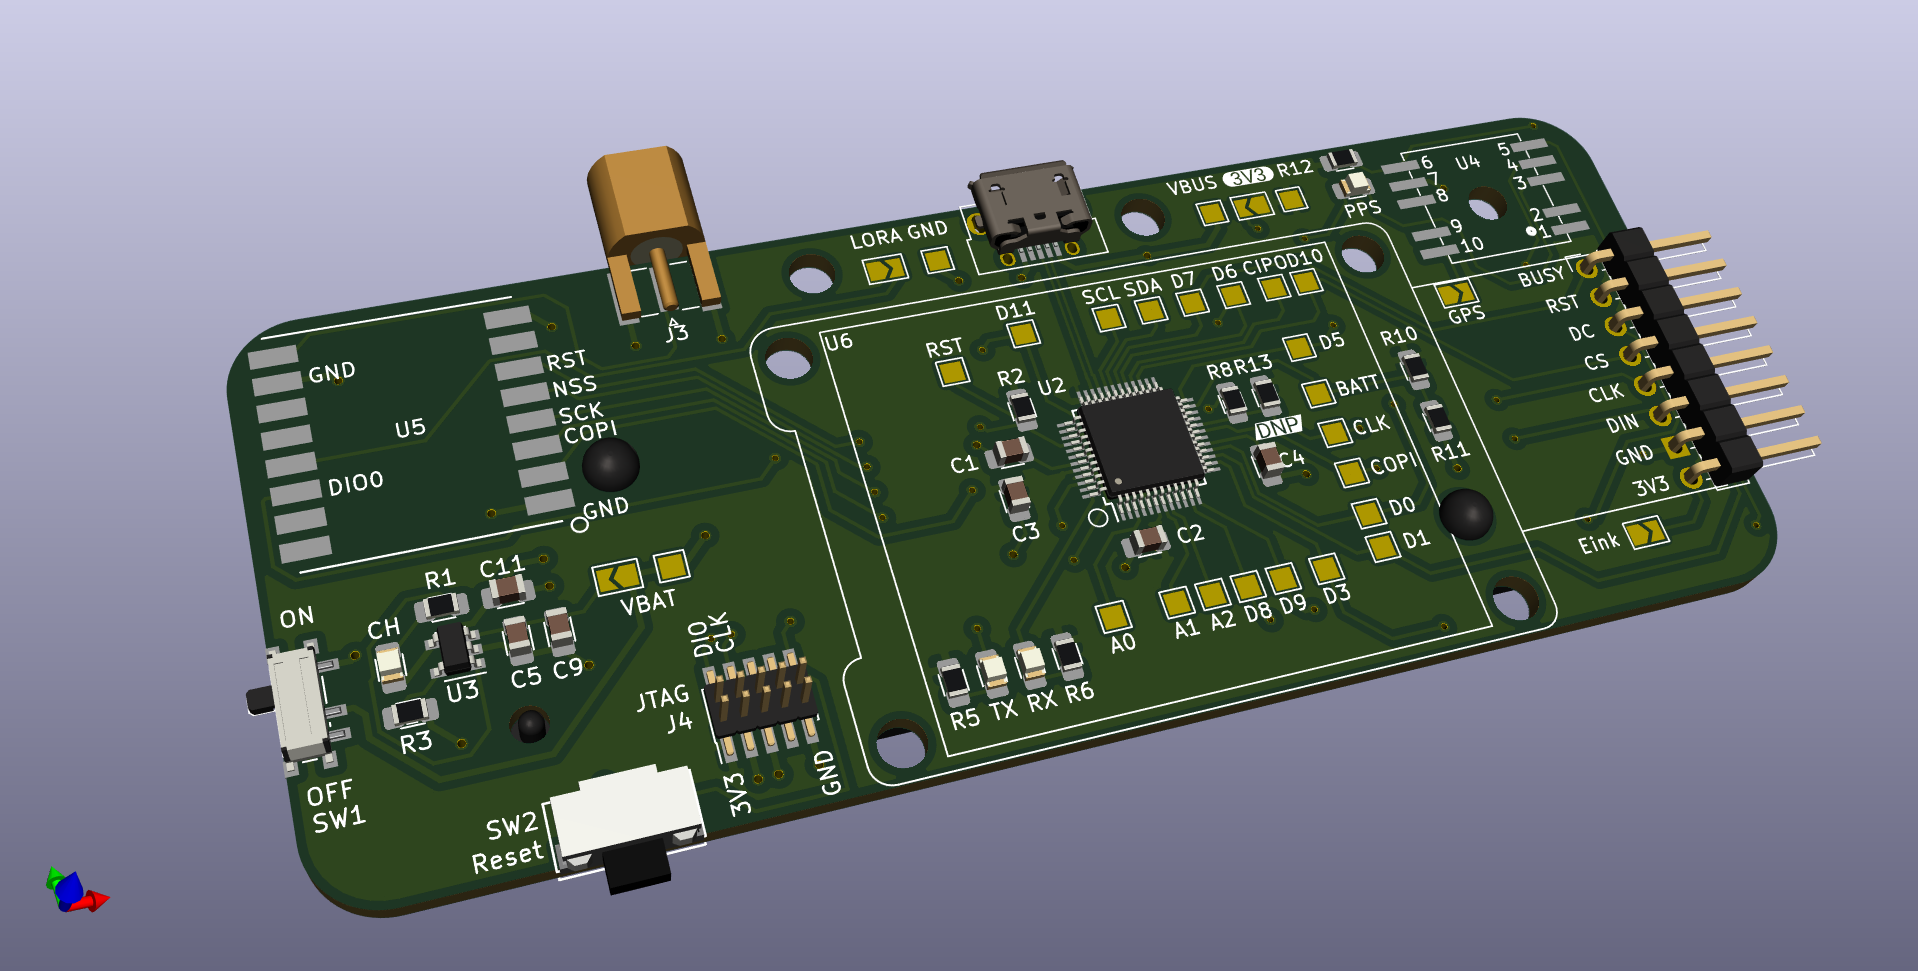 VBUS 3V3 R12
PPS
6
7
8
9
10
U4
5
4
3
2
1
LORA GND
J3
BUSY
RST
DC
CS
CLK
DIN
GND
3V3
GPS
Eink
U6
SCL SDA D7 D6 CIPO D10
D11
RST
D5
R10
R2 U2
R8 R13
BATT
DNP
CLK
C1
C4
COPI
R11
C3
C2
D0
D1
A0
A1 A2 D8 D9 D3
R5 TX RX R6
GND
U5
DIO0
RST
NSS
SCK
COPI
GND
R1 C11
VBAT
ON
CH
U3 C5 C9
R3
OFF
SW1
DIO
CLK
JTAG
J4
3V3
GND
SW2
Reset